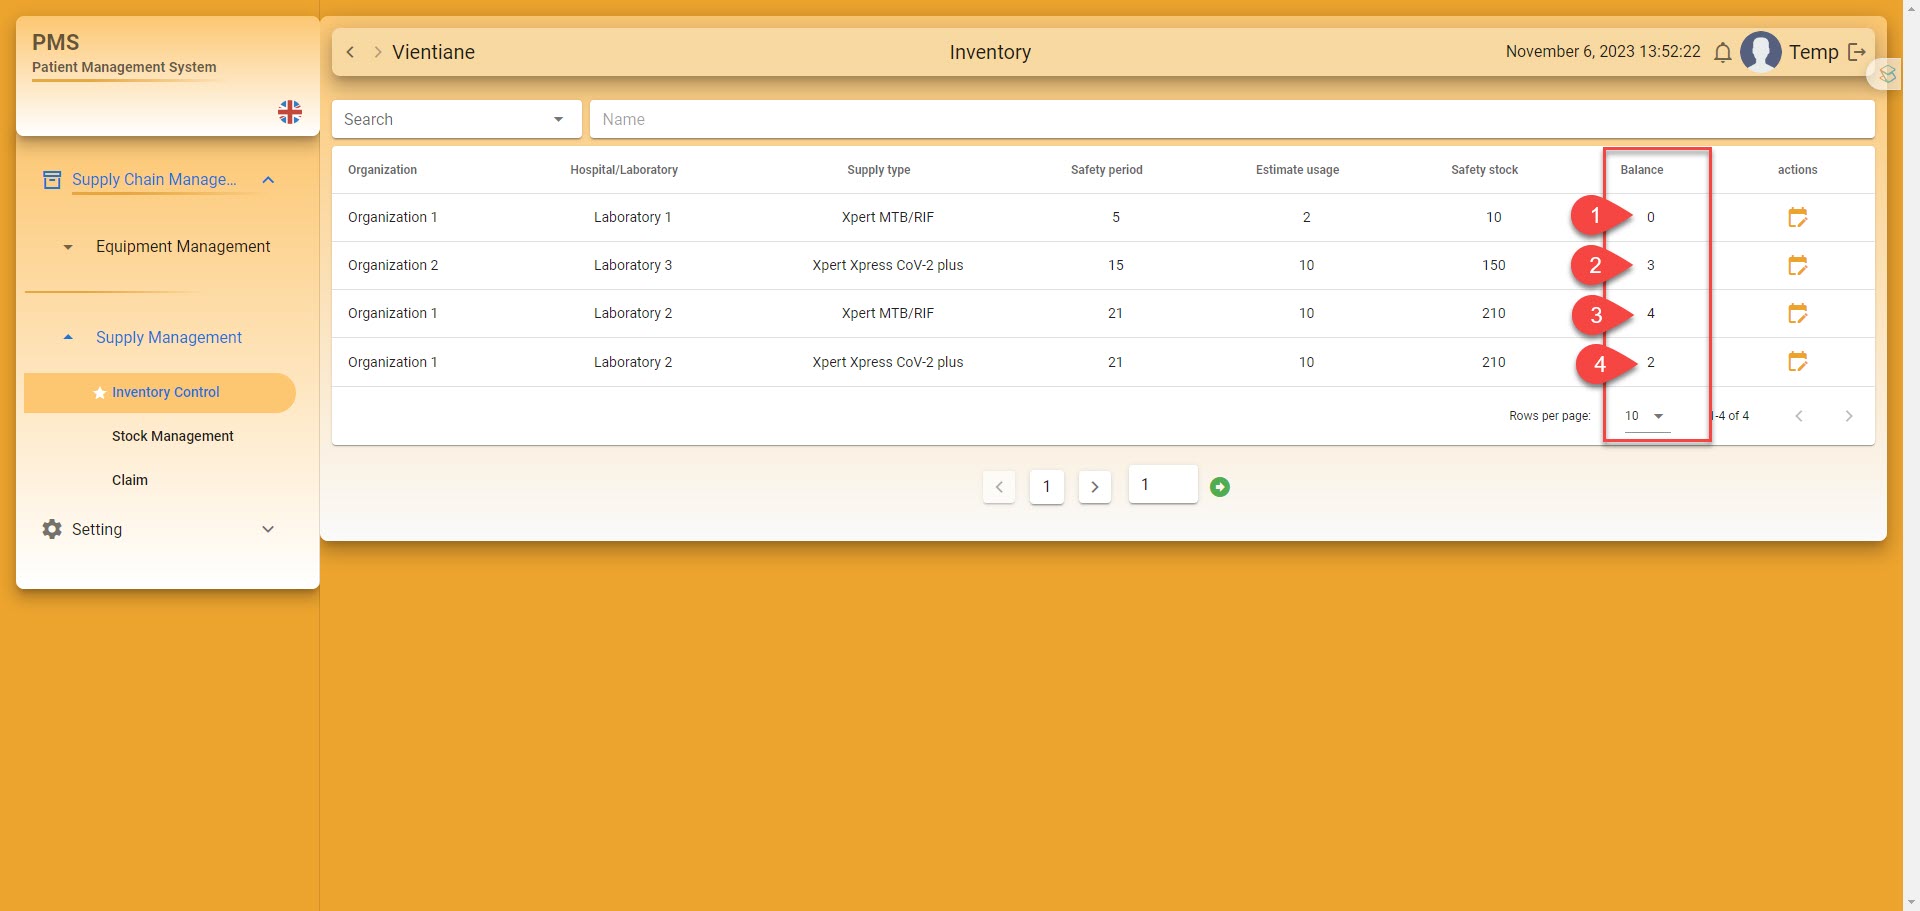 PMS
Patient Management System
Vientiane
Inventory
November 6, 2023 13:52:22
Temp
Supply Chain Manage...
Equipment Management
Supply Management
Inventory Control
Stock Management
Claim
Setting
Search
Name
Organization Hospital/Laboratory Supply type Safety period Estimate usage Safety stock Balance actions
Organization 1 Laboratory 1 Xpert MTB/RIF 5 2 10 1 0
Organization 2 Laboratory 3 Xpert Xpress CoV-2 plus 15 10 150 2 3
Organization 1 Laboratory 2 Xpert MTB/RIF 21 10 210 3 4
Organization 1 Laboratory 2 Xpert Xpress CoV-2 plus 21 10 210 4 2
Rows per page: 10 1-4 of 4
1 1